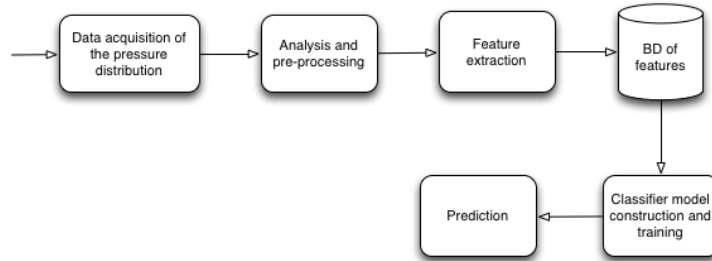 Data acquisition of
the pressure
distribution
Analysis and
pre-processing
Feature
extraction
BD of
features
Prediction
Classifier model
construction and
training